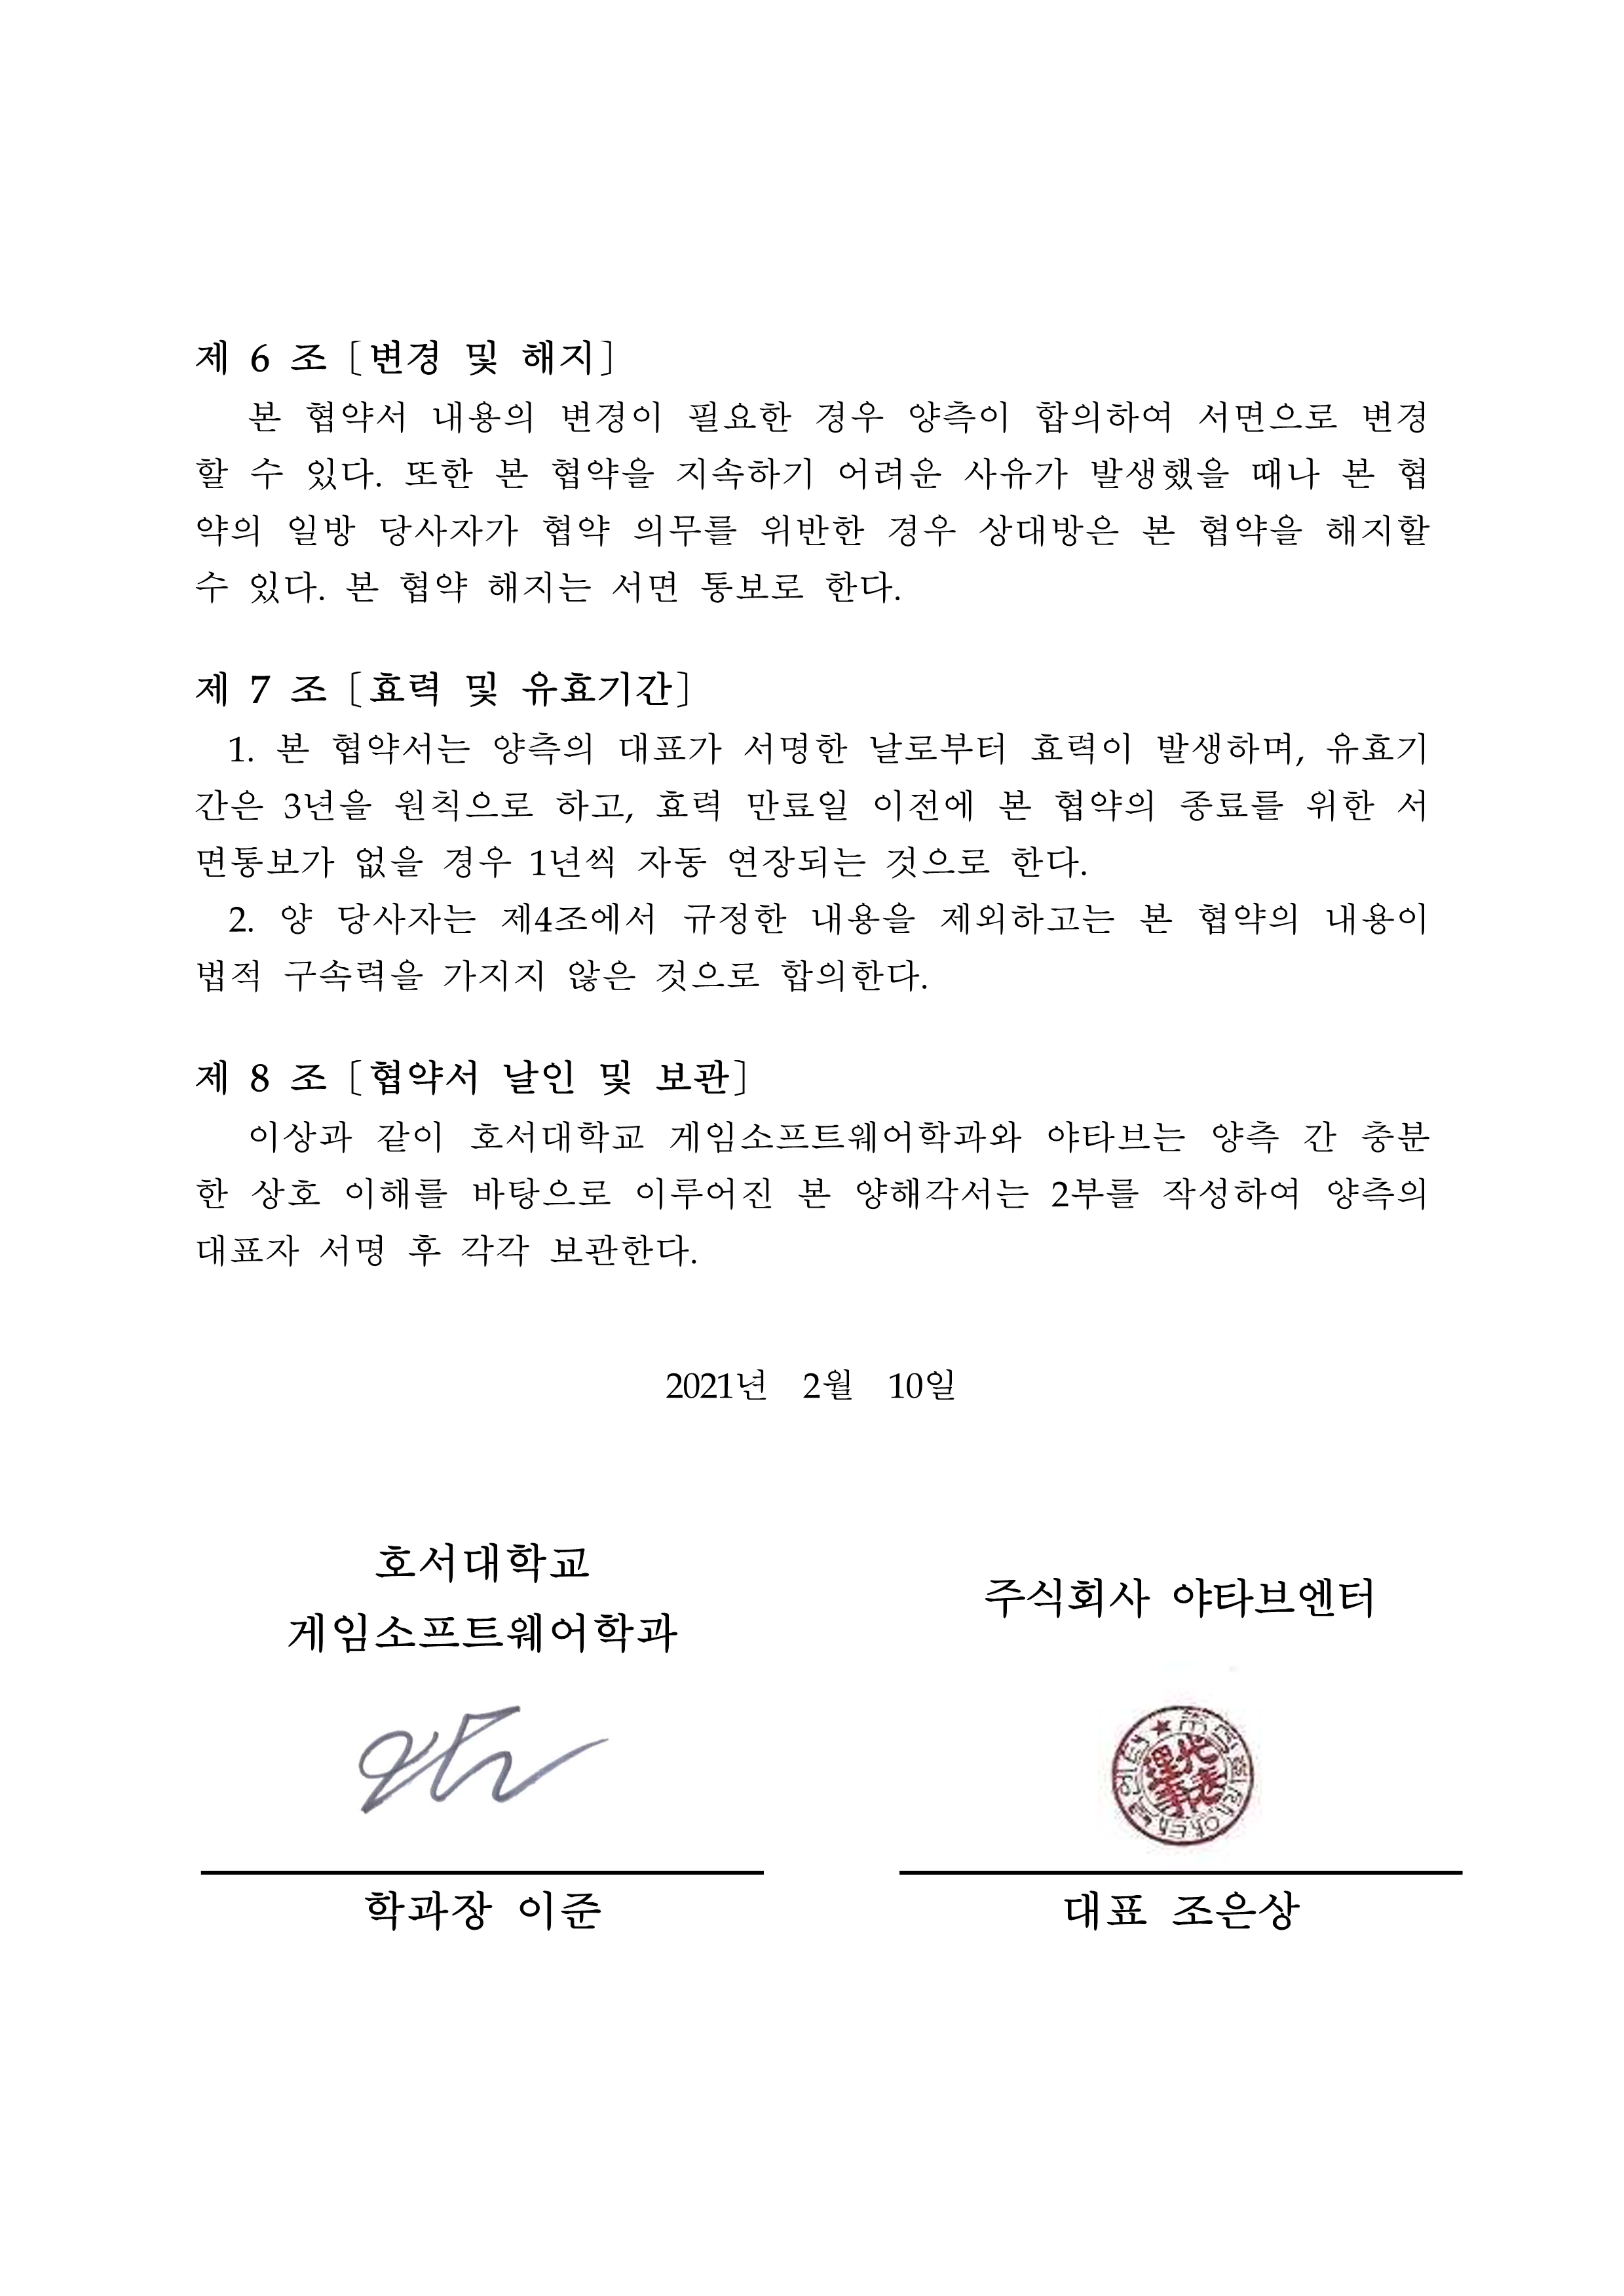 제 6 조 [변경 및 해지]
본 협약서 내용의 변경이 필요한 경우 양측이 합의하여 서면으로 변경
할 수 있다. 또한 본 협약을 지속하기 어려운 사유가 발생했을 때나 본 협
약의 일방 당사자가 협약 의무를 위반한 경우 상대방은 본 협약을 해지할
수 있다. 본 협약 해지는 서면 통보로 한다.
제 7 조 [효력 및 유효기간]
1. 본 협약서는 양측의 대표가 서명한 날로부터 효력이 발생하며, 유효기
간은 3년을 원칙으로 하고, 효력 만료일 이전에 본 협약의 종료를 위한 서
면통보가 없을 경우 1년씩 자동 연장되는 것으로 한다.
2. 양 당사자는 제4조에서 규정한 내용을 제외하고는 본 협약의 내용이
법적 구속력을 가지지 않은 것으로 합의한다.
제 8 조 [협약서 날인 및 보관]
이상과 같이 호서대학교 게임소프트웨어학과와 야타브는 양측 간 충분
한 상호 이해를 바탕으로 이루어진 본 양해각서는 2부를 작성하여 양측의
대표자 서명 후 각각 보관한다.
2021년 2월 10일
호서대학교
게임소프트웨어학과
주식회사 야타브엔터
★주식회사야타브엔터
代表
理事
학과장 이준
대표 조은상